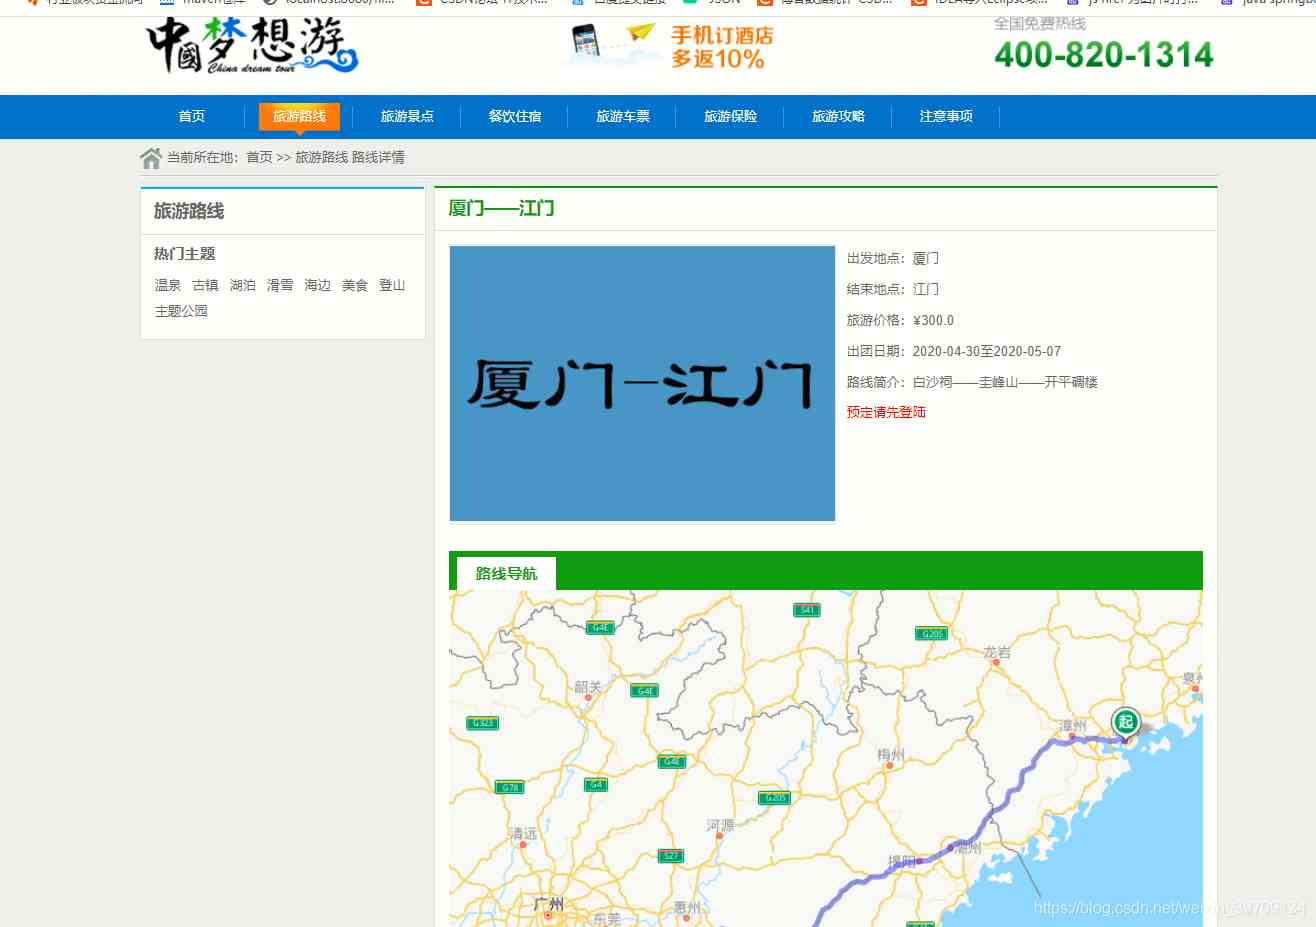 maven仓库
中國梦想游
China dream tour
手机订酒店
多返10%
全国免费热线
400-820-1314
首页 旅游路线 旅游景点 餐饮住宿 旅游车票 旅游保险 旅游攻略 注意事项
当前所在地：首页 >> 旅游路线 路线详情
旅游路线
热门主题
温泉 古镇 湖泊 滑雪 海边 美食 登山
主题公园
厦门——江门
厦门-江门
出发地点：厦门
结束地点：江门
旅游价格：¥300.0
出团日期：2020-04-30至2020-05-07
路线简介：白沙祠——圭峰山——开平碉楼
预定请先登陆
路线导航
S41
G4E
G205
龙岩
泉州
韶关
G4E
G323
起
漳州
梅州
G4E
G78
G4
G205
河源
清远
S27
潮州
揭阳
广州
惠州
东莞
https://blog.csdn.net/